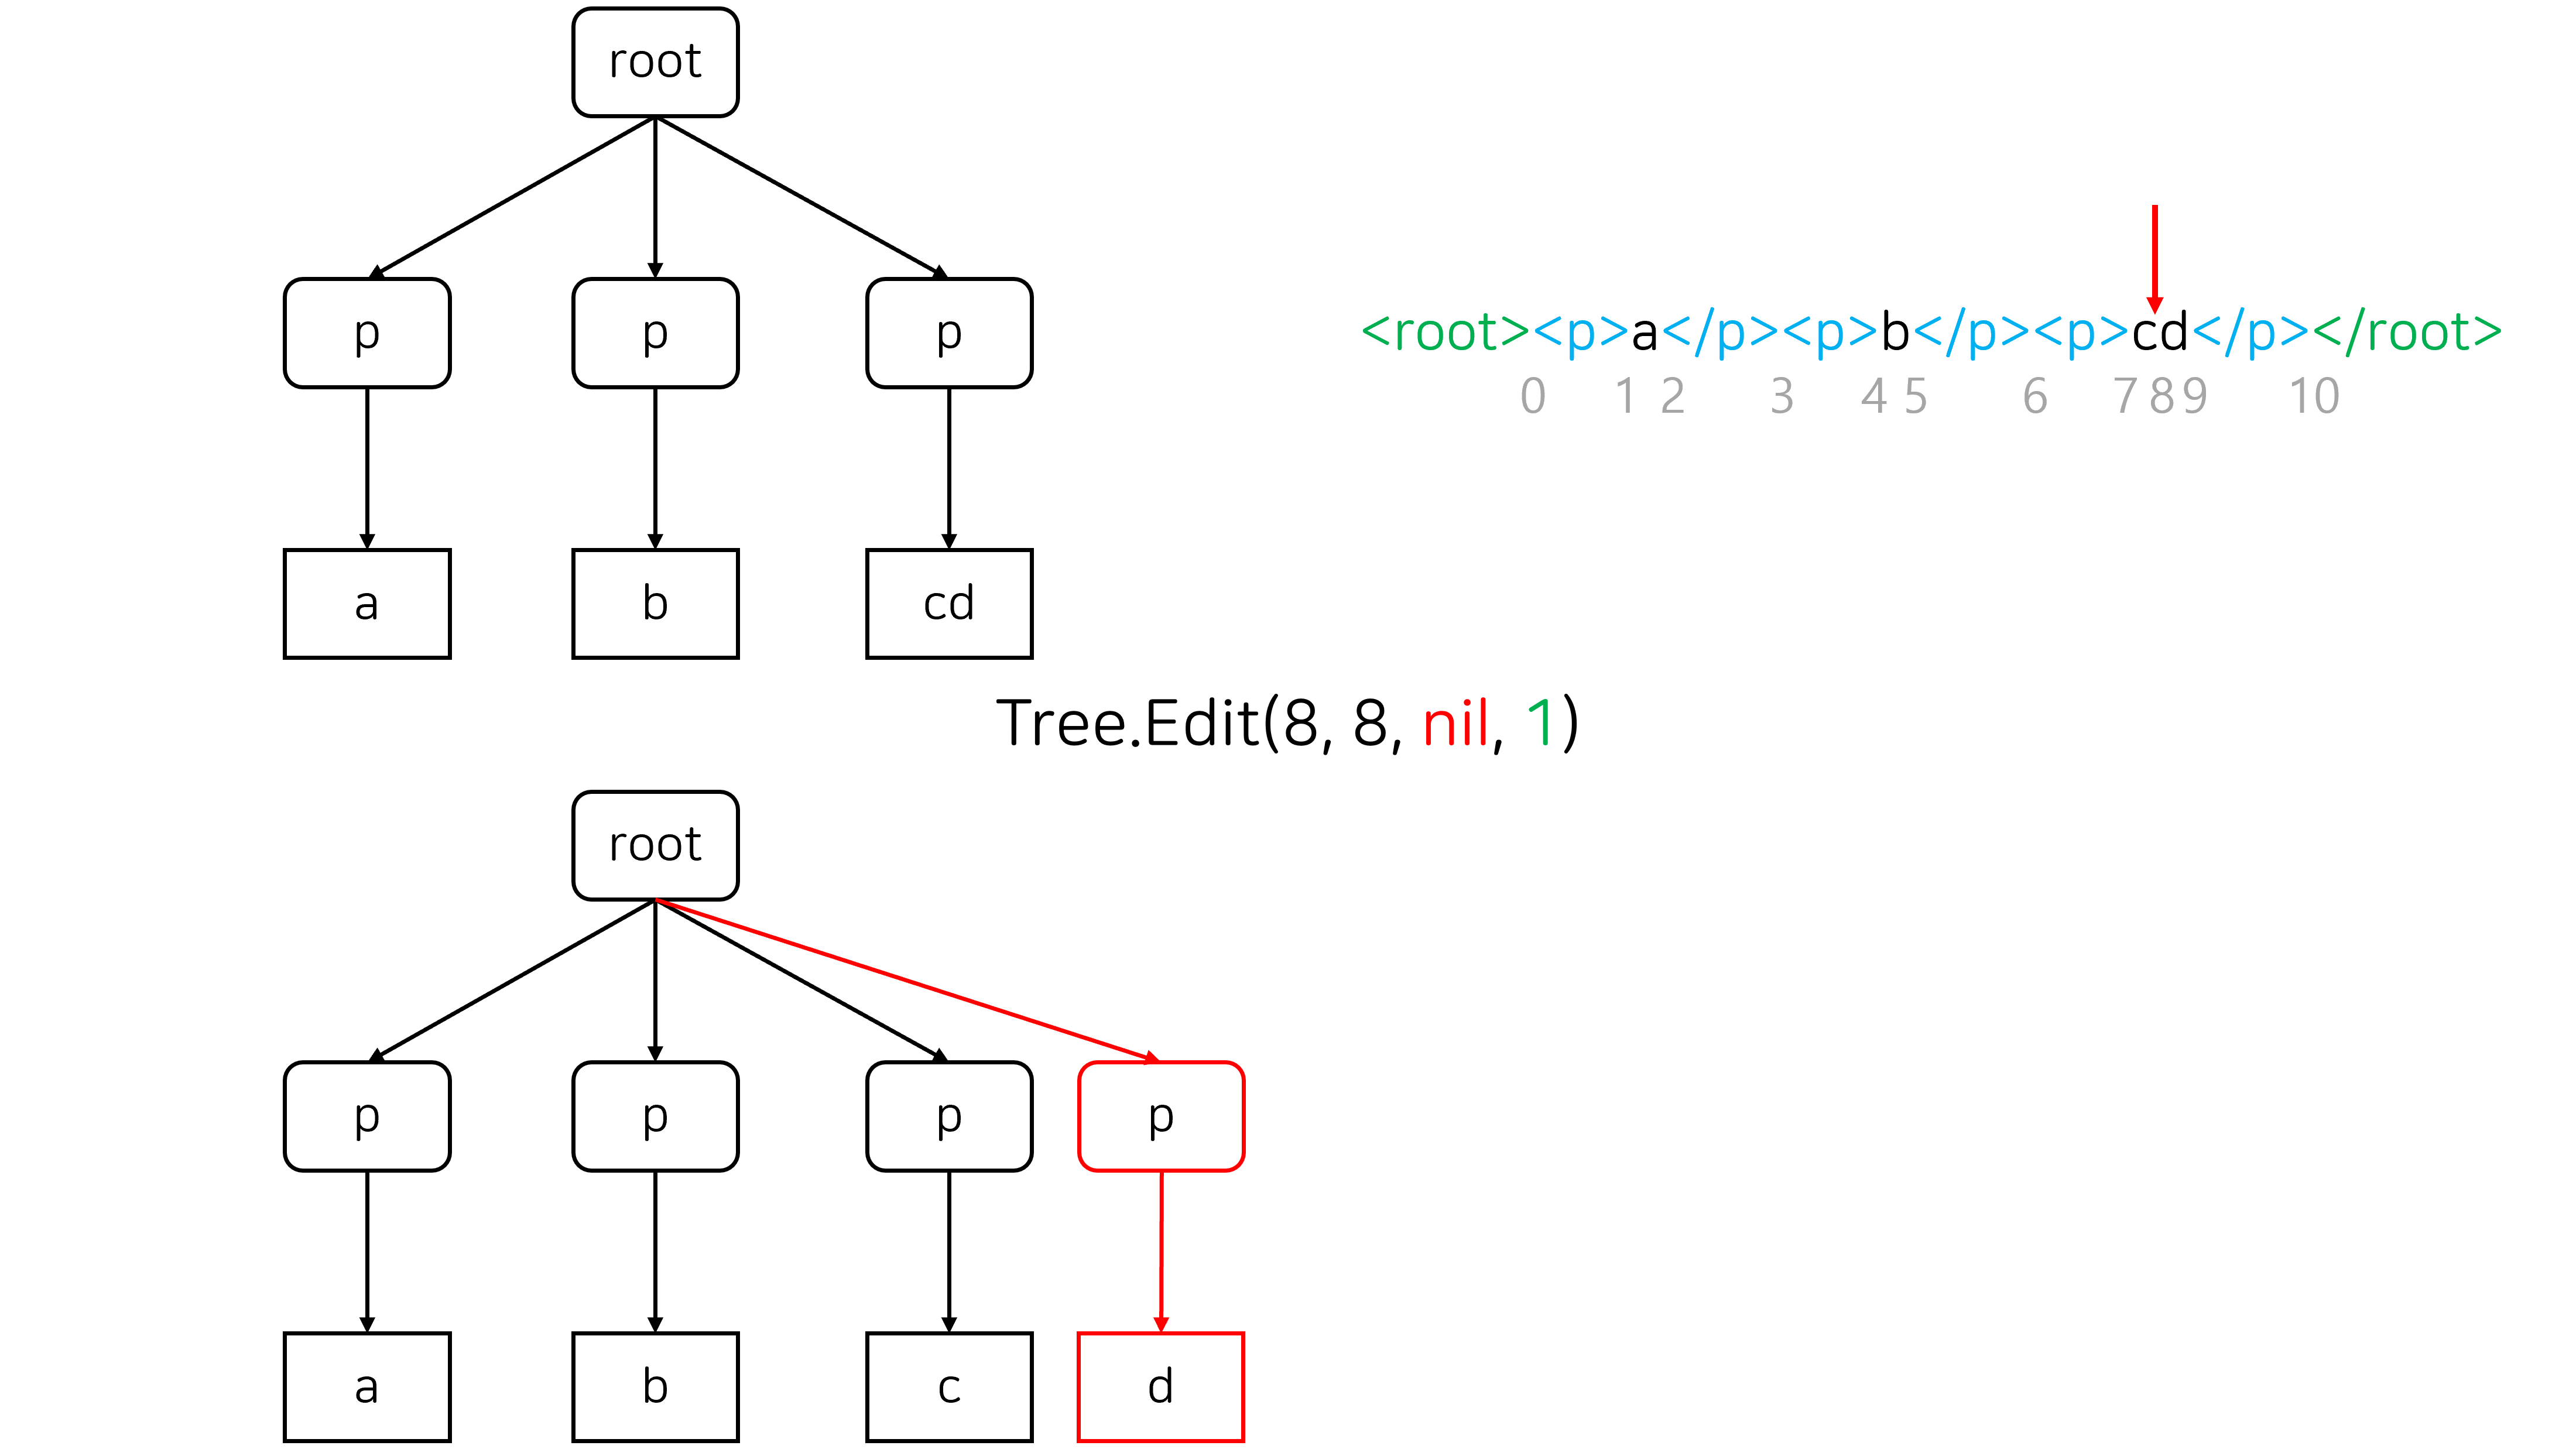 root
p p p
<root><p>a</p><p>b</p><p>cd</p></root>
0 1 2 3 4 5 6 7 8 9 10
a b cd
Tree.Edit(8, 8, nil, 1)
root
p p p p
a b c d